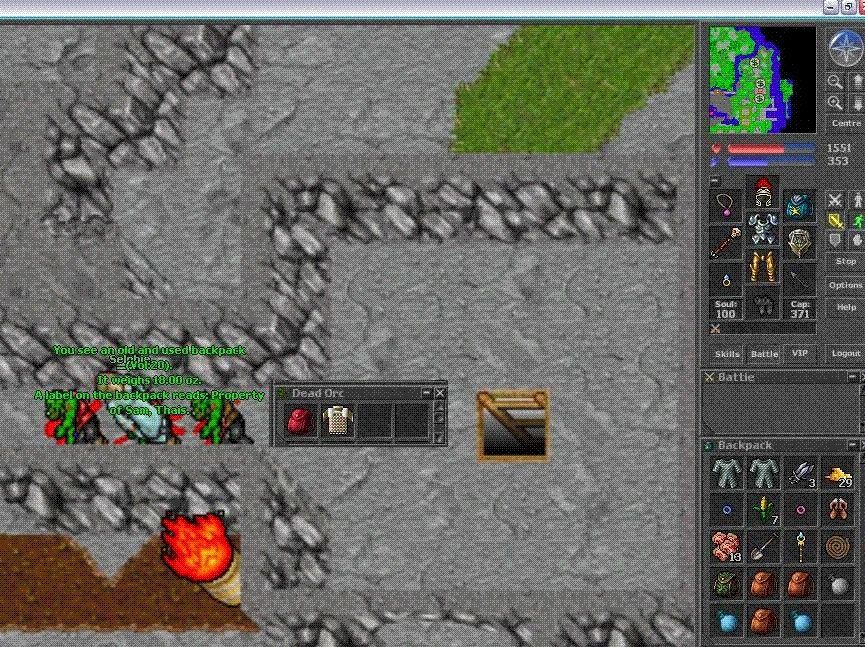 Centre
1551
353
Soul:
100
Cap:
371
Stop
Options
Help
Skills
Battle
VIP
Logout
Battle
Backpack
3
29
7
13
You see an old and used backpack
(Vol:20).
It weighs 18.00 oz.
A label on the backpack reads: Property
of Sam, Thais.
Dead Orc